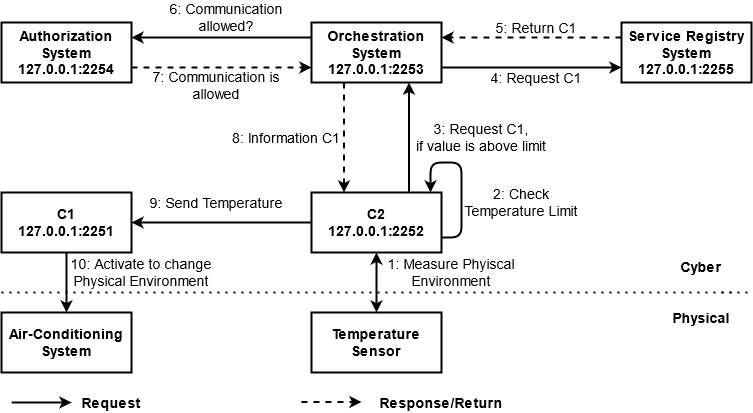 6: Communication
allowed?
Authorization
System
127.0.0.1:2254
Orchestration
System
127.0.0.1:2253
5: Return C1
Service Registry
System
127.0.0.1:2255
7: Communication is
allowed
4: Request C1
8: Information C1
3: Request C1,
if value is above limit
9: Send Temperature
2: Check
Temperature Limit
C1
127.0.0.1:2251
C2
127.0.0.1:2252
10: Activate to change
Physical Environment
1: Measure Phyiscal
Environment
Cyber
Physical
Air-Conditioning
System
Temperature
Sensor
Request
Response/Return